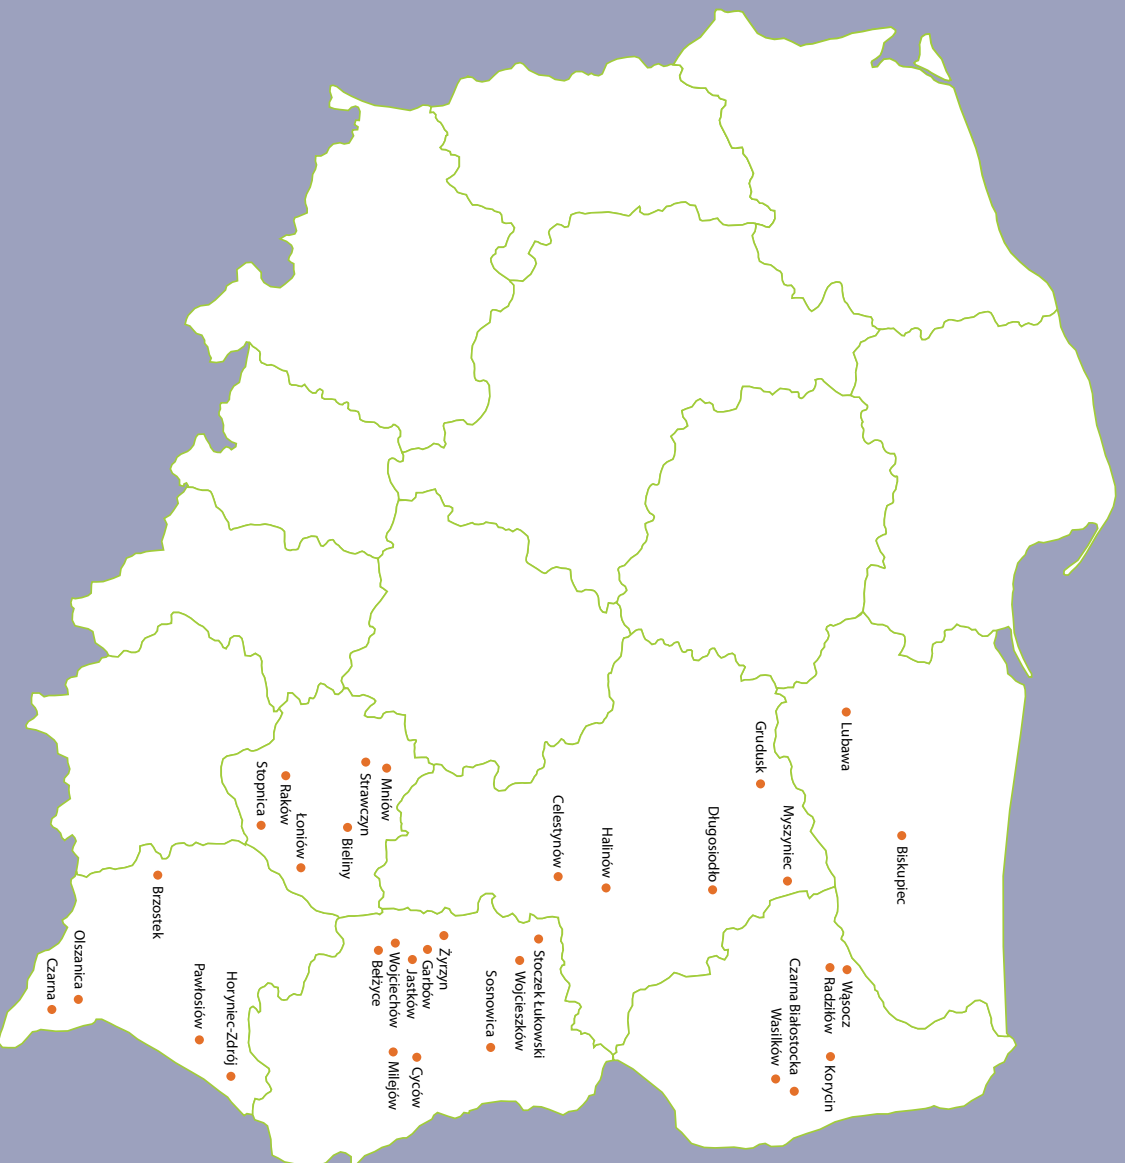 Biskupiec
Lubawa
Wąsocz
Radziłów
Korycin
Czarna Białostocka
Myszyniec
Wasilków
Grudusk
Długosiodło
Halinów
Celestynów
Stoczek Łukowski
Wojcieszków
Sosnowica
Żyrzyn
Garbów
Jastków
Cyców
Wojciechów
Milejów
Bełżyce
Mniów
Strawczyn
Bieliny
Łoniów
Raków
Stopnica
Horyniec-Zdrój
Pawłosiów
Brzostek
Olszanica
Czarna